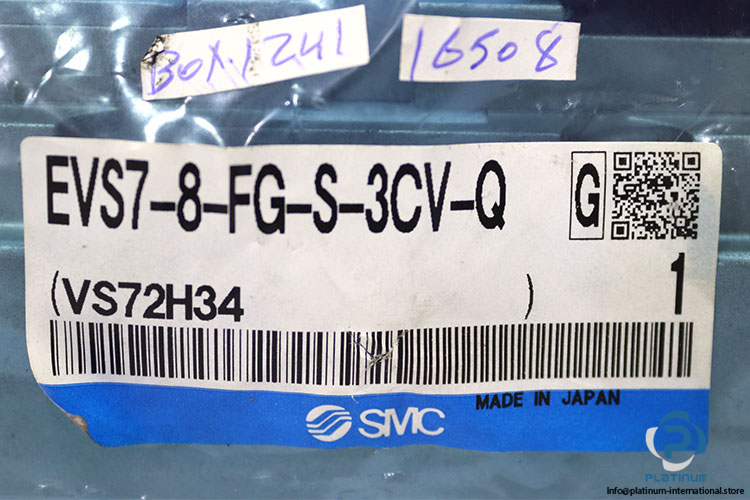 BOX.1241
16508
EVS7-8-FG-S-3CV-Q
G
(VS72H34 )
1
MADE IN JAPAN
SMC
PLATINUM
Info@platinum-international.store